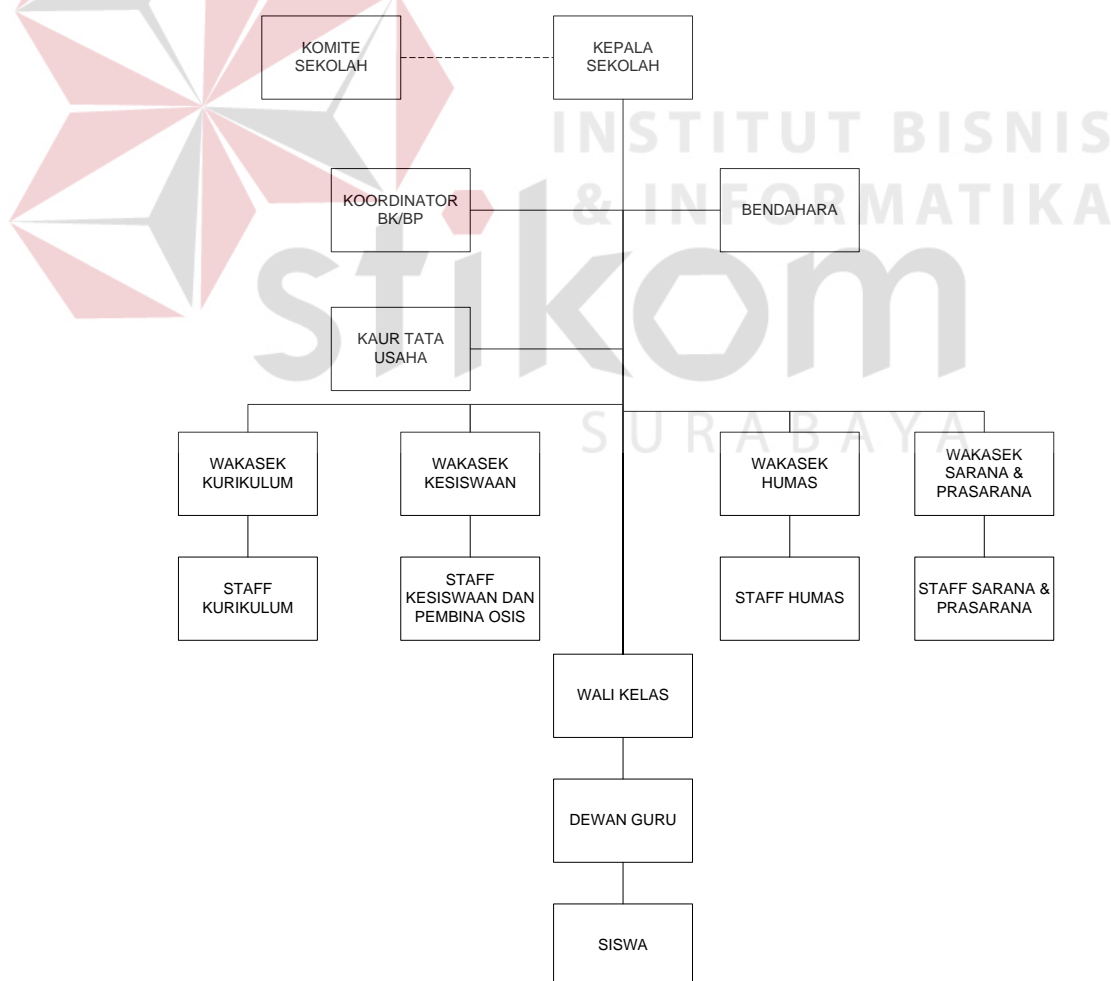 KOMITE
SEKOLAH
KEPALA
SEKOLAH
INSTITUT BISNIS
& INFORMATIKA
stikom
SURABAYA
KOORDINATOR
BK/BP
BENDAHARA
KAUR TATA
USAHA
WAKASEK
KURIKULUM
WAKASEK
KESISWAAN
WAKASEK
HUMAS
WAKASEK
SARANA &
PRASARANA
STAFF
KURIKULUM
STAFF
KESISWAAN DAN
PEMBINA OSIS
STAFF HUMAS
STAFF SARANA &
PRASARANA
WALI KELAS
DEWAN GURU
SISWA